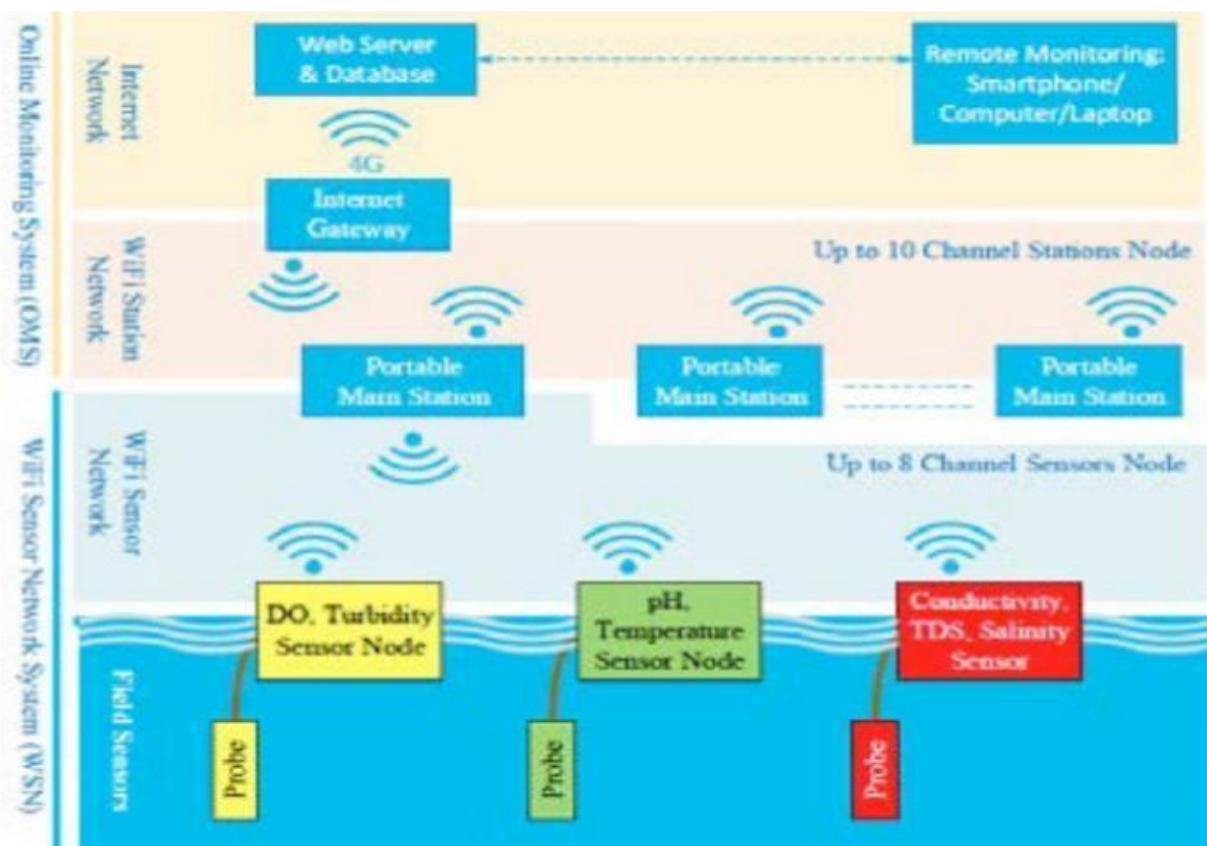 Online Monitoring System (OMS)
Internet
Network
Web Server
& Database
Remote Monitoring:
Smartphone/
Computer/Laptop
4G
Internet
Gateway
WiFi Station
Network
Up to 10 Channel Stations Node
Portable
Main Station
Portable
Main Station
Portable
Main Station
WiFi Sensor Network System (WSN)
WiFi Sensor
Network
Up to 8 Channel Sensors Node
DO, Turbidity
Sensor Node
pH,
Temperature
Sensor Node
Conductivity,
TDS, Salinity
Sensor
Field Sensors
Probe
Probe
Probe